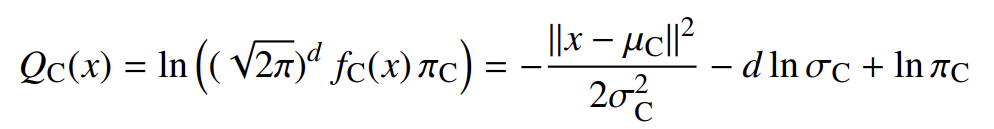 Q_C(x) = ln((√2π)^d f_C(x) π_C) = −‖x − μ_C‖²/2σ_C² − d ln σ_C + ln π_C